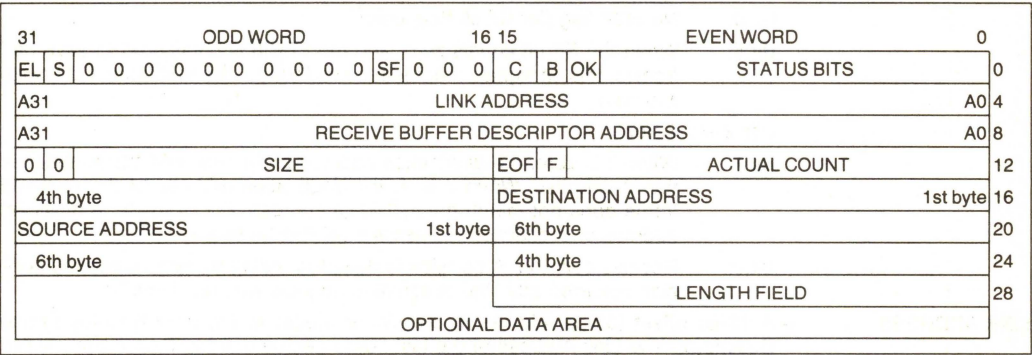 31 ODD WORD 16 15 EVEN WORD 0
EL S 0 0 0 0 0 0 0 0 0 0 SF 0 0 0 C B OK STATUS BITS 0
A31 LINK ADDRESS A0 4
A31 RECEIVE BUFFER DESCRIPTOR ADDRESS A0 8
0 0 SIZE EOF F ACTUAL COUNT 12
4th byte DESTINATION ADDRESS 1st byte 16
SOURCE ADDRESS 1st byte 6th byte 20
6th byte 4th byte 24
LENGTH FIELD 28
OPTIONAL DATA AREA